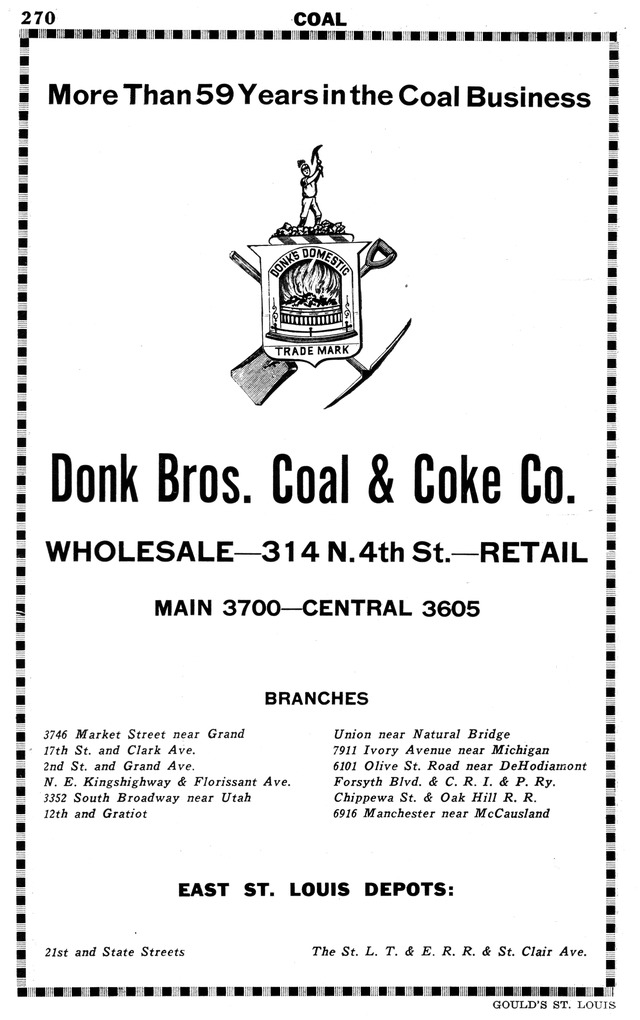 270
COAL
More Than 59 Years in the Coal Business
DONK'S DOMESTIC
TRADE MARK
Donk Bros. Coal & Coke Co.
WHOLESALE—314 N. 4th St.—RETAIL
MAIN 3700—CENTRAL 3605
BRANCHES
3746 Market Street near Grand
17th St. and Clark Ave.
2nd St. and Grand Ave.
N. E. Kingshighway & Florissant Ave.
3352 South Broadway near Utah
12th and Gratiot
Union near Natural Bridge
7911 Ivory Avenue near Michigan
6101 Olive St. Road near DeHodiamont
Forsyth Blvd. & C. R. I. & P. Ry.
Chippewa St. & Oak Hill R. R.
6916 Manchester near McCausland
EAST ST. LOUIS DEPOTS:
21st and State Streets
The St. L. T. & E. R. R. & St. Clair Ave.
GOULD'S ST. LOUIS